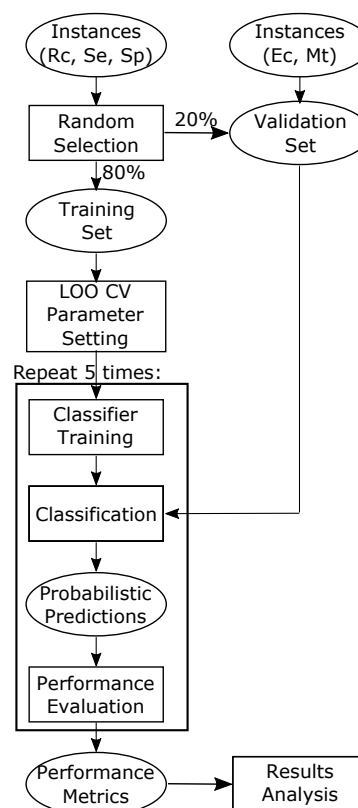 Instances
(Rc, Se, Sp)
Instances
(Ec, Mt)
Random
Selection
20%
Validation
Set
80%
Training
Set
LOO CV
Parameter
Setting
Repeat 5 times:
Classifier
Training
Classification
Probabilistic
Predictions
Performance
Evaluation
Performance
Metrics
Results
Analysis